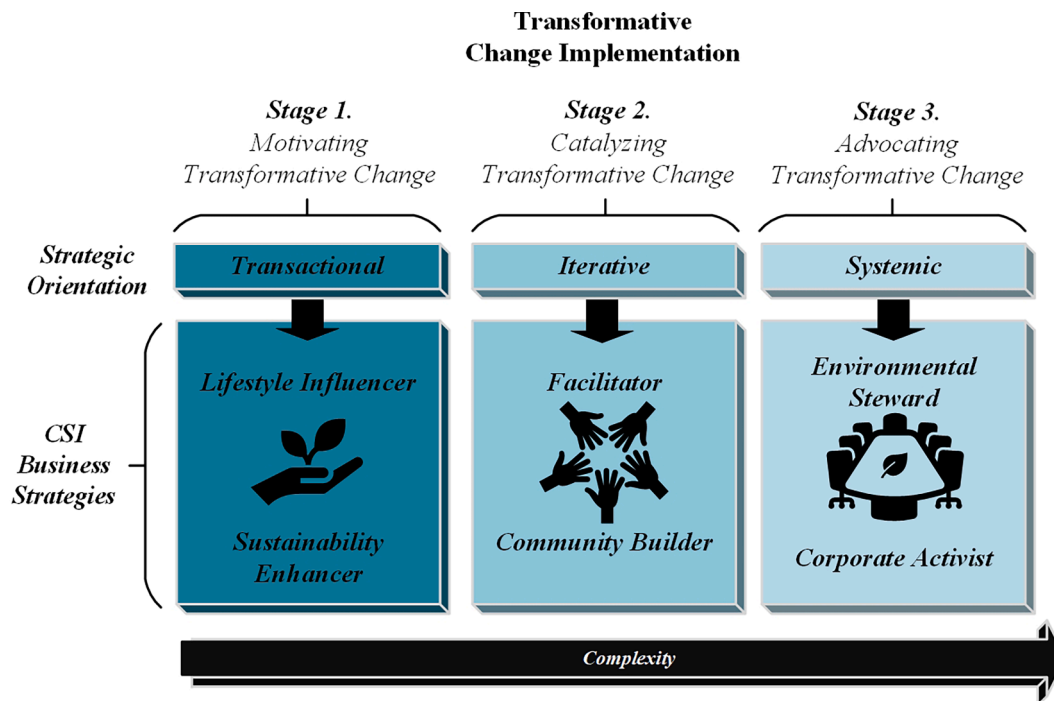 Transformative
Change Implementation
Stage 1.
Motivating
Transformative Change
Stage 2.
Catalyzing
Transformative Change
Stage 3.
Advocating
Transformative Change
Strategic
Orientation
Transactional
Iterative
Systemic
CSI
Business
Strategies
Lifestyle Influencer
Sustainability
Enhancer
Facilitator
Community Builder
Environmental
Steward
Corporate Activist
Complexity